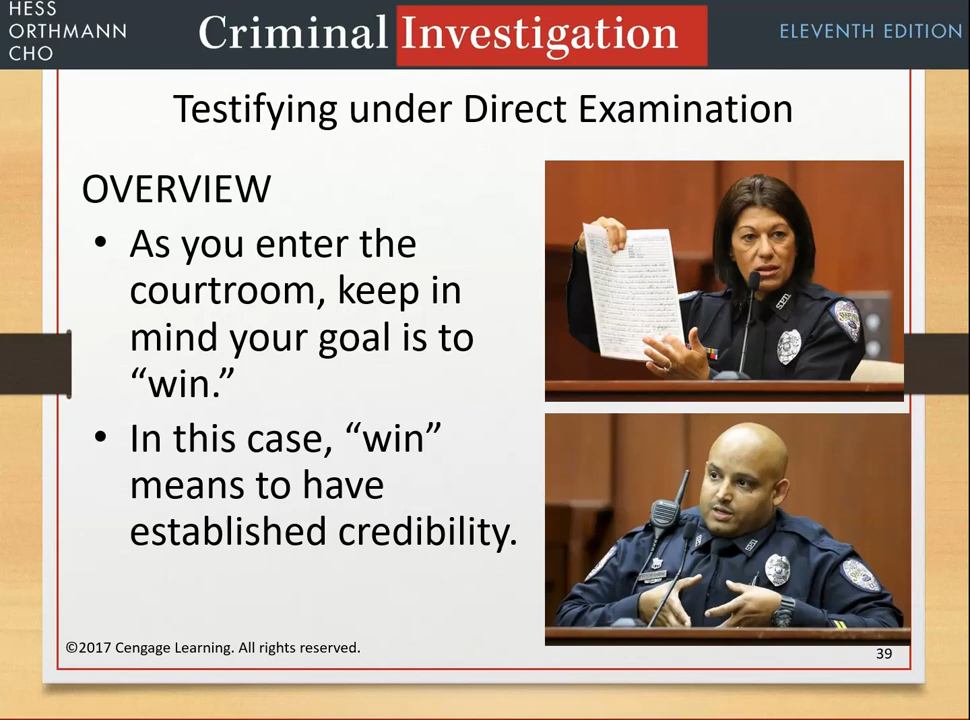 HESS
ORTHMANN
CHO
Criminal Investigation
ELEVENTH EDITION
Testifying under Direct Examination
OVERVIEW
• As you enter the
courtroom, keep in
mind your goal is to
“win.”
• In this case, “win”
means to have
established credibility.
©2017 Cengage Learning. All rights reserved.
39